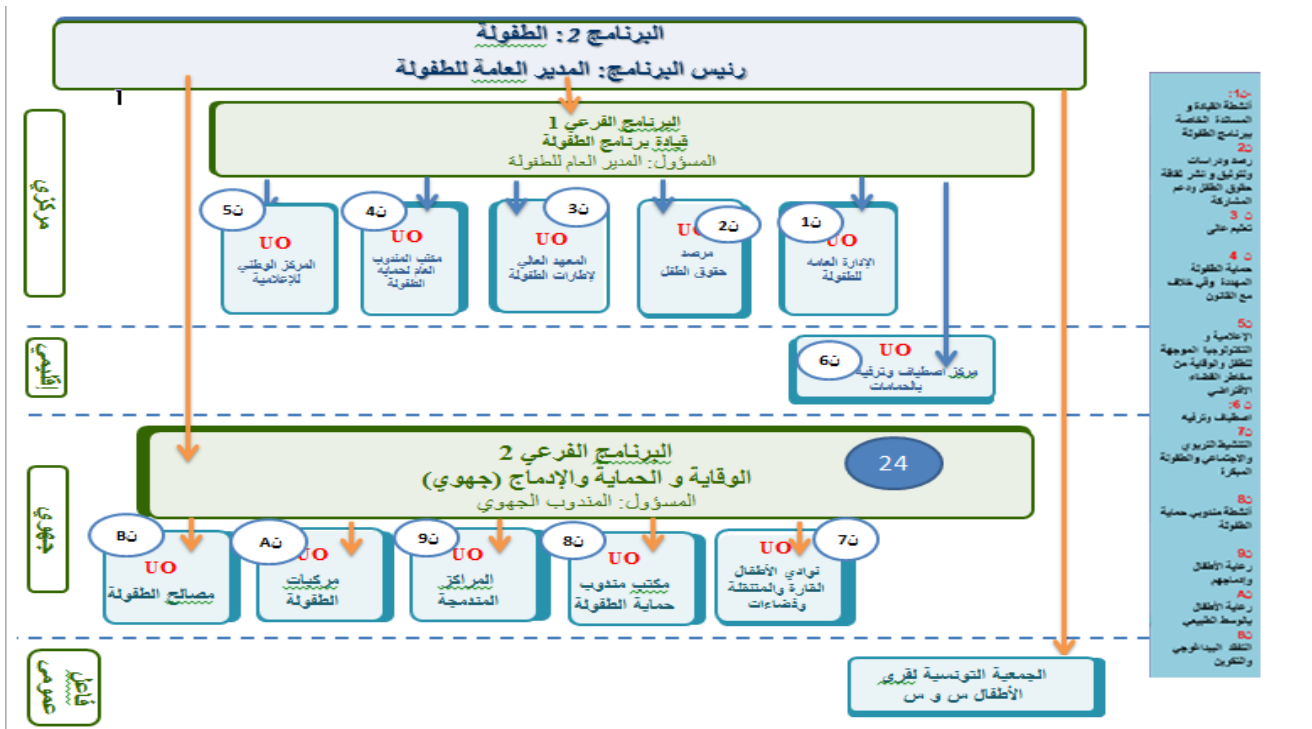 البرنامج 2: الطفولة
رئيس البرنامج: المدير العامة للطفولة
أ
البرنامج الفرعي 1
قيادة برنامج الطفولة
المسؤول: المدير العام للطفولة
مركزي
ن1
UO
الإدارة العامة
للطفولة
ن2
UO
مرصد
حقوق الطفل
ن3
UO
المعهد العالي
لإطارات الطفولة
ن4
UO
مكتب المندوب
العام لحماية
الطفولة
ن5
UO
المركز الوطني
للإعلامية
إقليمي
ن6
UO
مركز اصطياف وترفيه
بالحمامات
البرنامج الفرعي 2
الوقاية و الحماية والإدماج (جهوي)
المسؤول: المندوب الجهوي
24
جهوي
ن7
UO
نوادي الأطفال
القارة والمتنقلة
وفضاءات
ن8
UO
مكتب مندوب
حماية الطفولة
ن9
UO
المراكز
المندمجة
نA
UO
مركبات
الطفولة
نB
UO
مصالح الطفولة
فاعل
عمومي
الجمعية التونسية لقرى
الأطفال س و س
-ن1:
أنشطة القيادة و
المساندة الخاصة
ببرنامج الطفولة
ن2
رصد ودراسات
وتوثيق و نشر ثقافة
حقوق الطفل ودعم
المشاركة
ن 3
تعليم عالي
ن 4
حماية الطفولة
المهددة وفي خلاف
مع القانون
ن5
الإعلامية و
التكنولوجيا الموجهة
للطفل والوقاية من
مخاطر الفضاء
الافتراضي
ن 6:
اصطياف وترفيه
ن7
التنشيط التربوي
والاجتماعي والطفولة
المبكرة
ن8
أنشطة مندوبي حماية
الطفولة
ن9
رعاية الأطفال
وإدماجهم
نA
رعاية الأطفال
بالوسط الطبيعي
نB
التفقد البيداغوجي
والتكوين